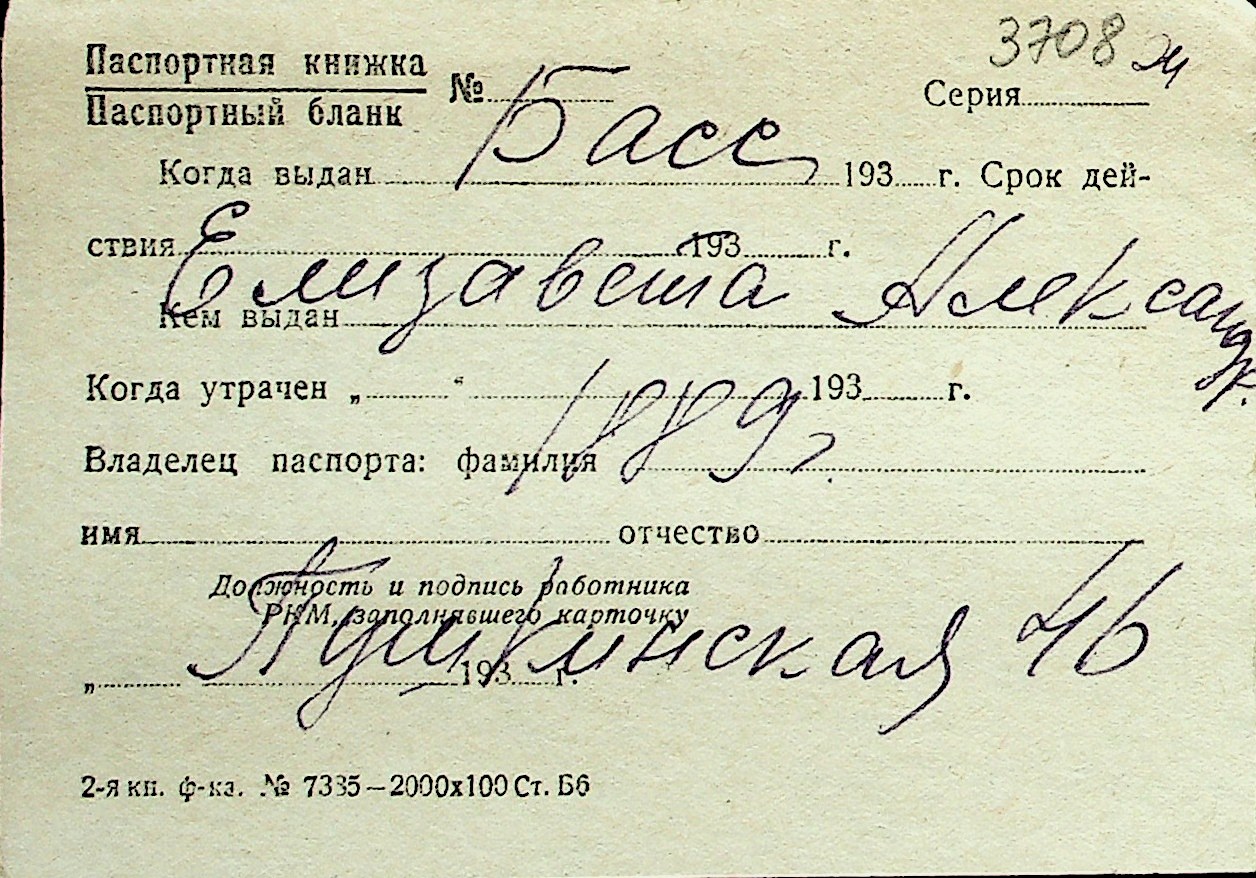 3708
Паспортная книжка
Паспортный бланк
№ Серия
Басс
Когда выдан 193 г. Срок дей-
ствия 193 г.
Елизавета Александр.
Кем выдан
Когда утрачен „ “ 193 г.
1889 г.
Владелец паспорта: фамилия
имя отчество
Должность и подпись работника
РКМ, заполнявшего карточку
Пушкинская 46
„ 193 г.
2-я кн. ф-ка. № 7335—2000х100 Ст. Б6